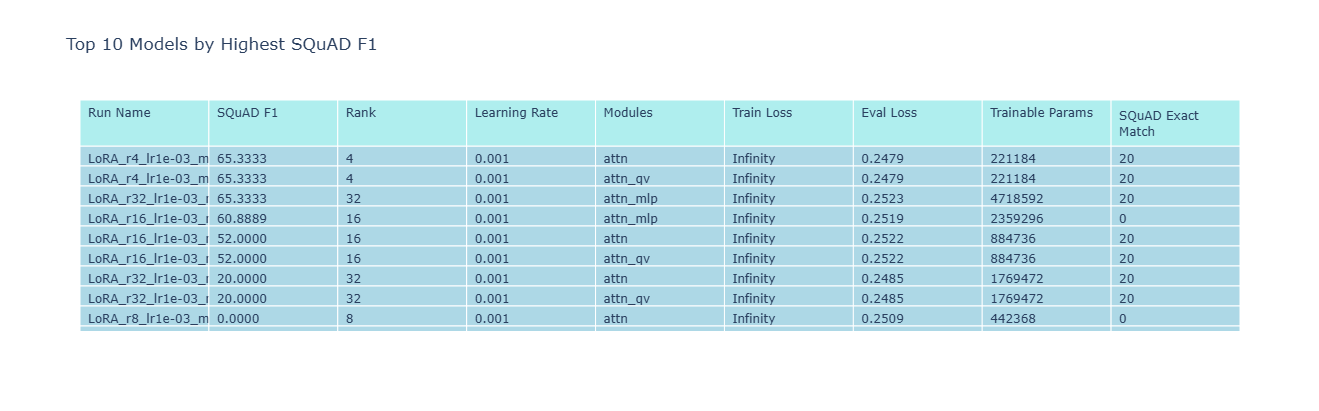 Top 10 Models by Highest SQuAD F1
Run Name SQuAD F1 Rank Learning Rate Modules Train Loss Eval Loss Trainable Params SQuAD Exact Match
LoRA_r4_lr1e-03_m 65.3333 4 0.001 attn Infinity 0.2479 221184 20
LoRA_r4_lr1e-03_m 65.3333 4 0.001 attn_qv Infinity 0.2479 221184 20
LoRA_r32_lr1e-03_r 65.3333 32 0.001 attn_mlp Infinity 0.2523 4718592 20
LoRA_r16_lr1e-03_r 60.8889 16 0.001 attn_mlp Infinity 0.2519 2359296 0
LoRA_r16_lr1e-03_r 52.0000 16 0.001 attn Infinity 0.2522 884736 20
LoRA_r16_lr1e-03_r 52.0000 16 0.001 attn_qv Infinity 0.2522 884736 20
LoRA_r32_lr1e-03_r 20.0000 32 0.001 attn Infinity 0.2485 1769472 20
LoRA_r32_lr1e-03_r 20.0000 32 0.001 attn_qv Infinity 0.2485 1769472 20
LoRA_r8_lr1e-03_m 0.0000 8 0.001 attn Infinity 0.2509 442368 0